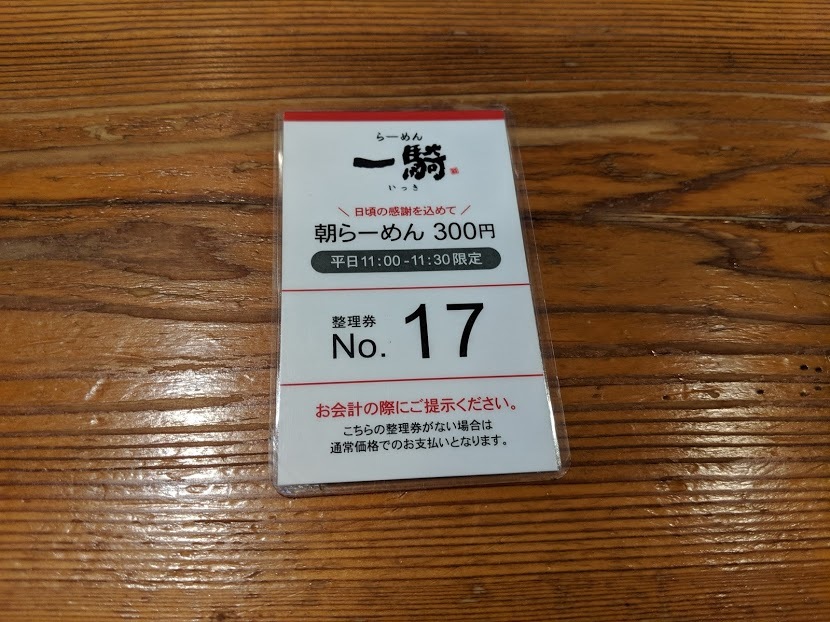 らーめん
一騎
いっき
＼ 日頃の感謝を込めて ／
朝らーめん 300円
平日11:00-11:30限定
整理券
No. 17
お会計の際にご提示ください。
こちらの整理券がない場合は
通常価格でのお支払いとなります。